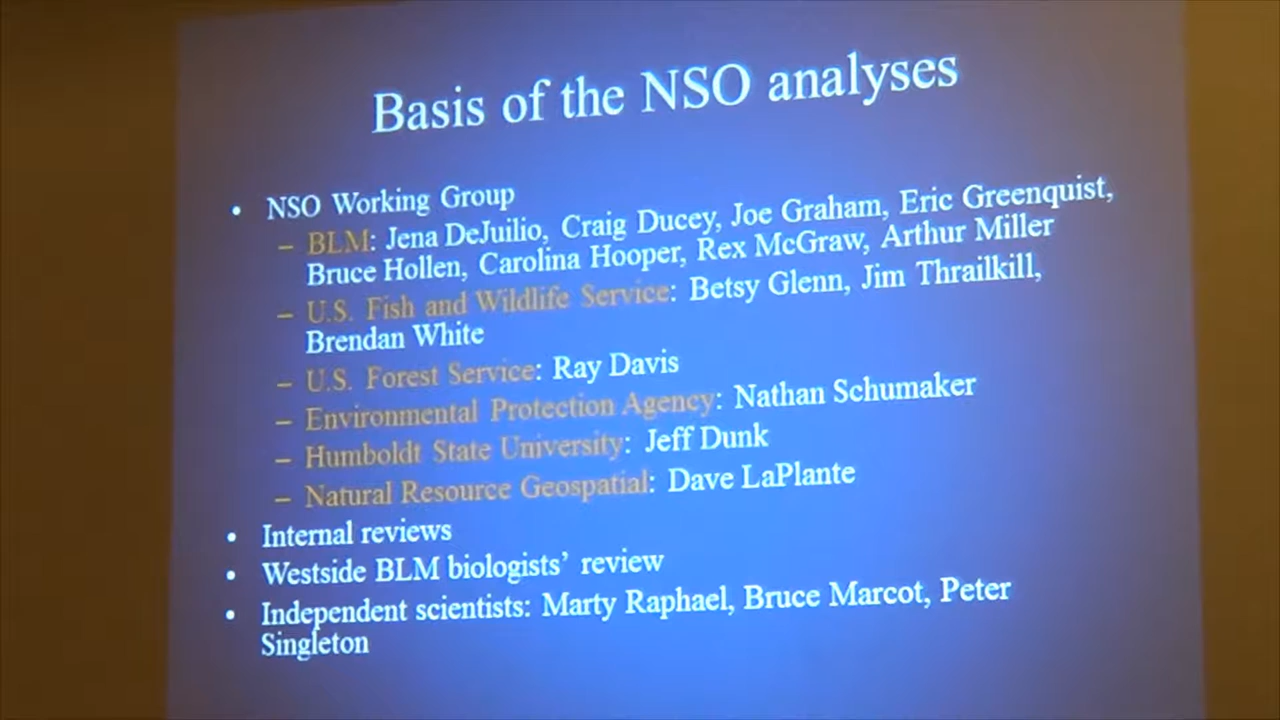 Basis of the NSO analyses
• NSO Working Group
– BLM: Jena DeJuilio, Craig Ducey, Joe Graham, Eric Greenquist,
Bruce Hollen, Carolina Hooper, Rex McGraw, Arthur Miller
– U.S. Fish and Wildlife Service: Betsy Glenn, Jim Thrailkill,
Brendan White
– U.S. Forest Service: Ray Davis
– Environmental Protection Agency: Nathan Schumaker
– Humboldt State University: Jeff Dunk
– Natural Resource Geospatial: Dave LaPlante
• Internal reviews
• Westside BLM biologists’ review
• Independent scientists: Marty Raphael, Bruce Marcot, Peter
Singleton